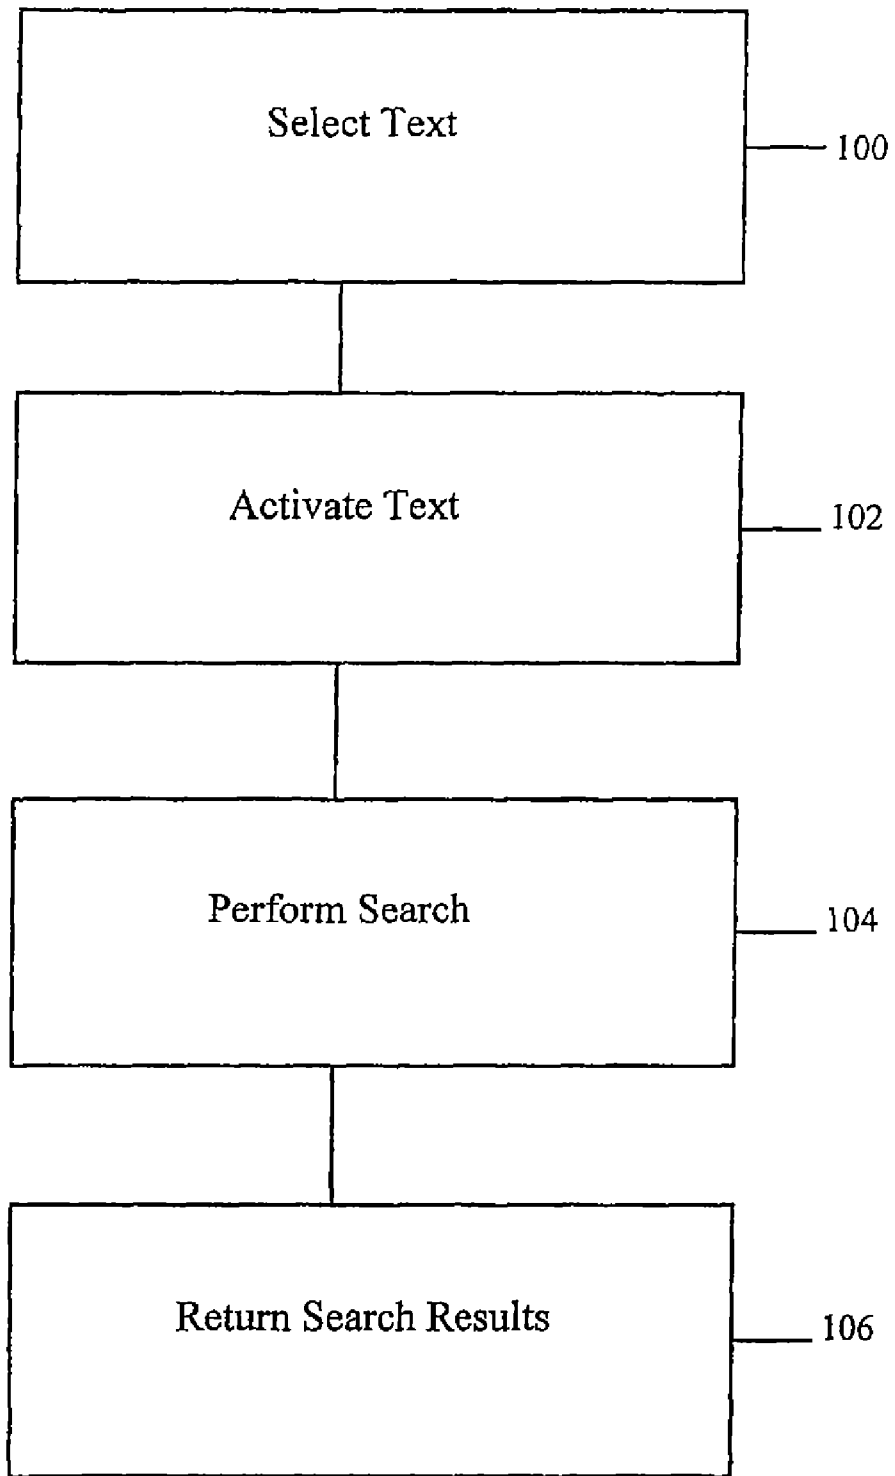 Select Text
100
Activate Text
102
Perform Search
104
Return Search Results
106